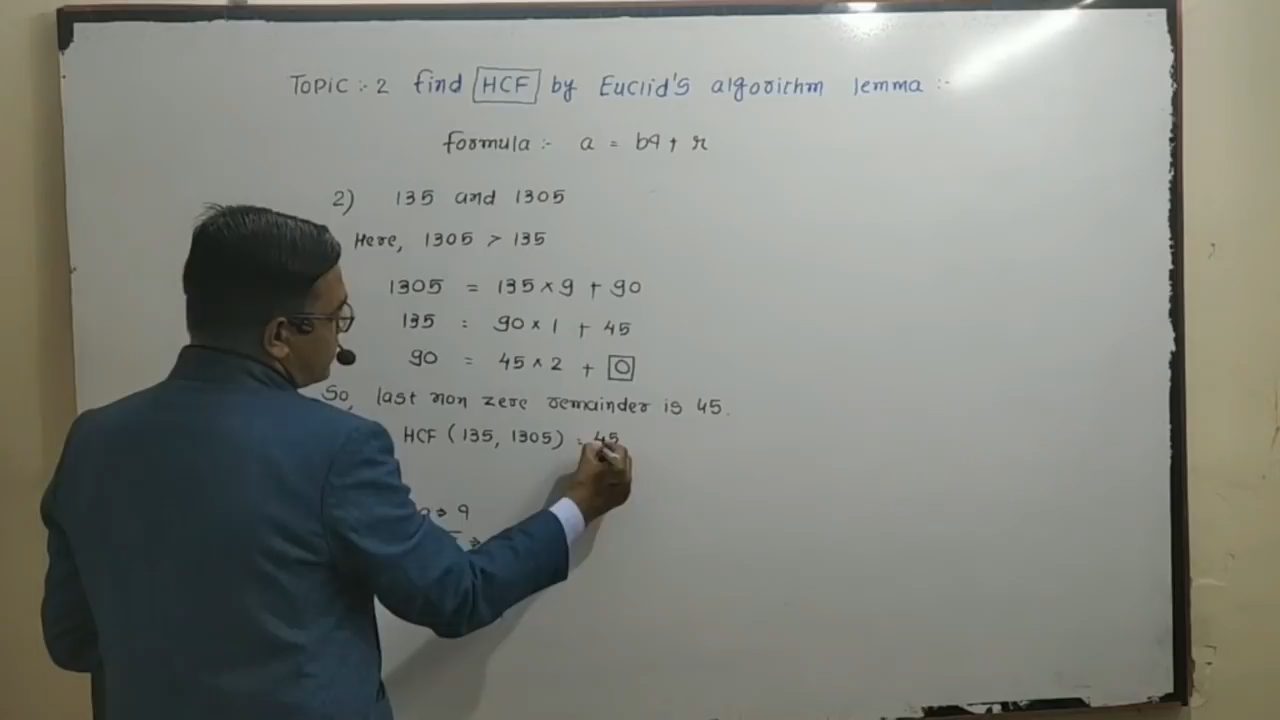 TOPIC :- 2 find HCF by Euclid's algorithm lemma :-
formula :- a = bq + r
2) 135 and 1305
Here, 1305 > 135
1305 = 135 × 9 + 90
135 = 90 × 1 + 45
90 = 45 × 2 + 0
So, last non zero remainder is 45.
HCF (135, 1305) = 45
⇒ 9